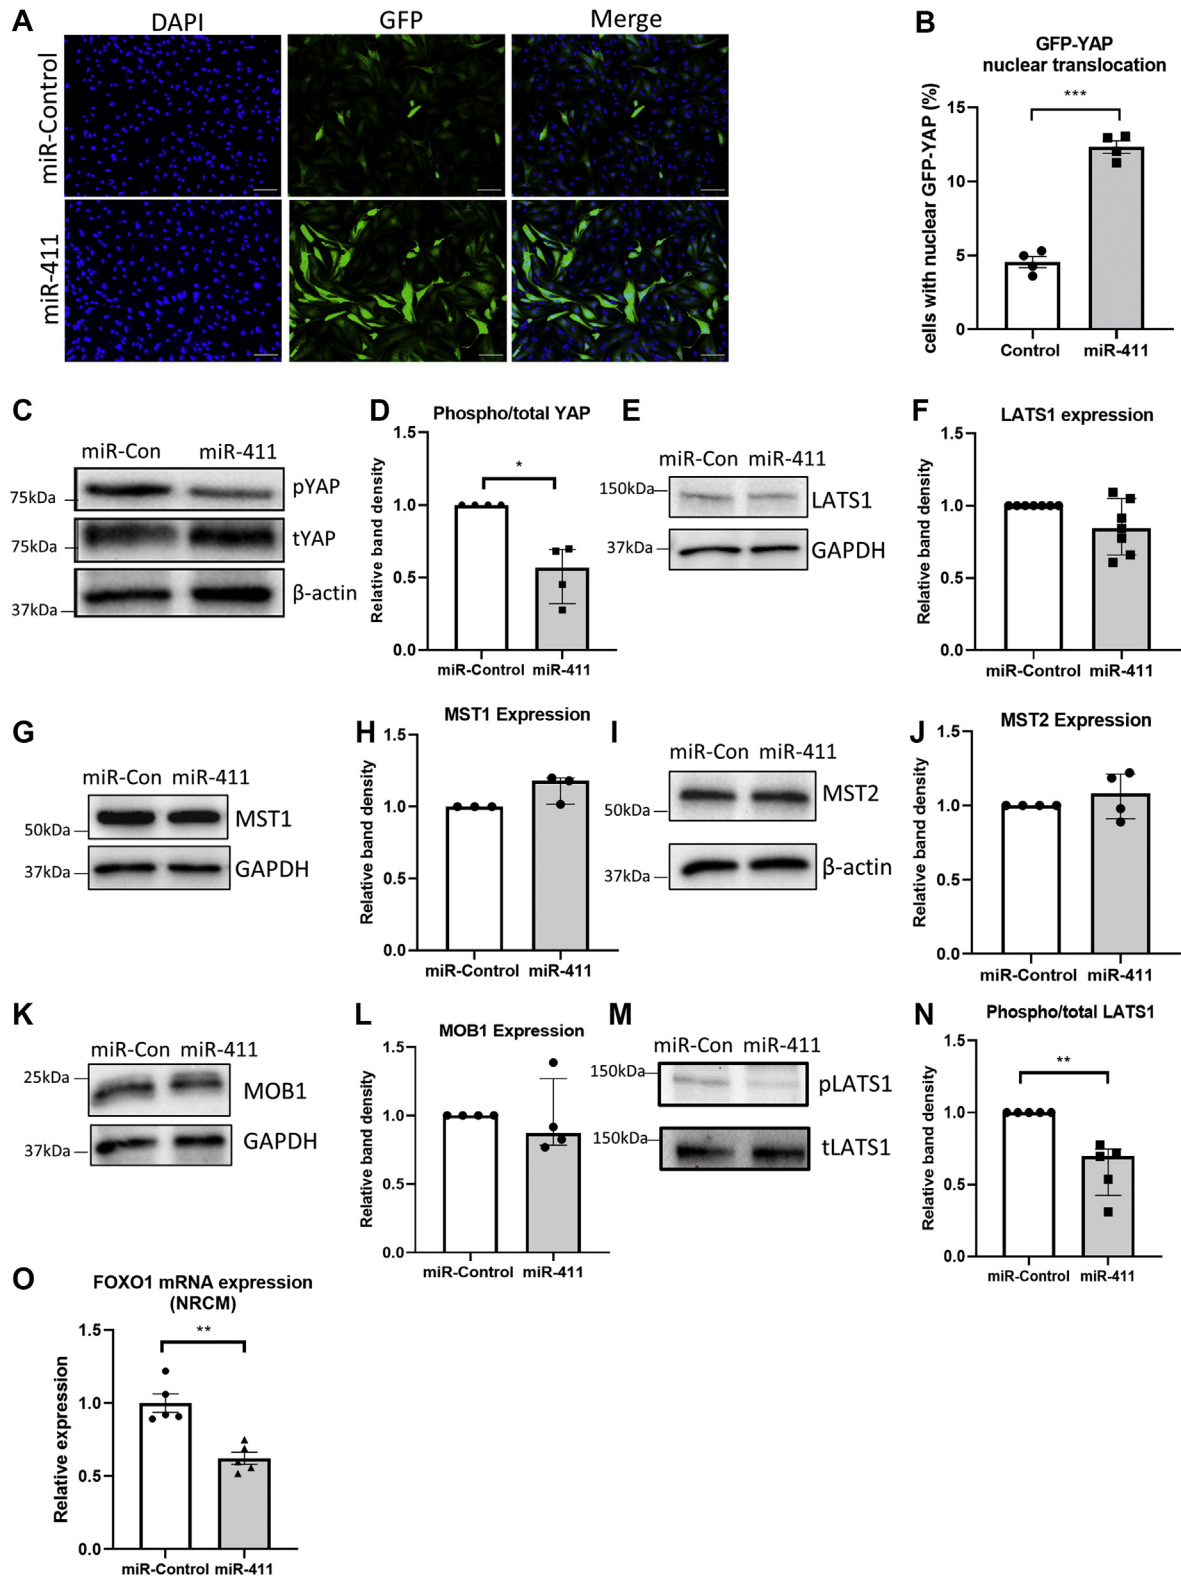 A
DAPI
GFP
Merge
miR-Control
miR-411
B
GFP-YAP
nuclear translocation
cells with nuclear GFP-YAP (%)
15
10
5
0
***
Control
miR-411
C
miR-Con
miR-411
75kDa
pYAP
75kDa
tYAP
37kDa
β-actin
D
Phospho/total YAP
Relative band density
1.5
1.0
0.5
0.0
*
miR-Control
miR-411
E
miR-Con
miR-411
150kDa
LATS1
37kDa
GAPDH
F
LATS1 expression
Relative band density
1.5
1.0
0.5
0.0
miR-Control
miR-411
G
miR-Con
miR-411
50kDa
MST1
37kDa
GAPDH
H
MST1 Expression
Relative band density
1.5
1.0
0.5
0.0
miR-Control
miR-411
I
miR-Con
miR-411
50kDa
MST2
37kDa
β-actin
J
MST2 Expression
Relative band density
1.5
1.0
0.5
0.0
miR-Control
miR-411
K
miR-Con
miR-411
25kDa
MOB1
37kDa
GAPDH
L
MOB1 Expression
Relative band density
1.5
1.0
0.5
0.0
miR-Control
miR-411
M
miR-Con
miR-411
150kDa
pLATS1
150kDa
tLATS1
N
Phospho/total LATS1
Relative band density
1.5
1.0
0.5
0.0
**
miR-Control
miR-411
O
FOXO1 mRNA expression
(NRCM)
Relative expression
1.5
1.0
0.5
0.0
**
miR-Control
miR-411